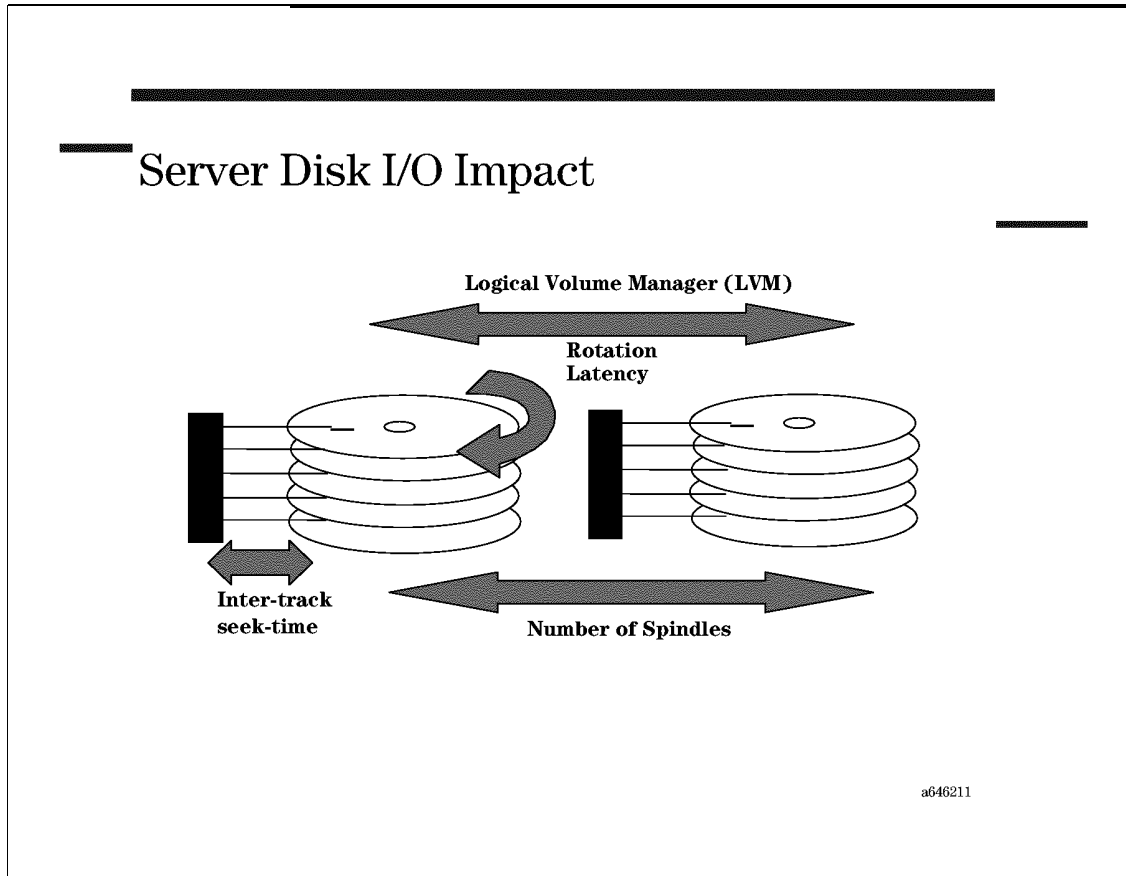 Server Disk I/O Impact
Logical Volume Manager (LVM)
Rotation
Latency
Inter-track
seek-time
Number of Spindles
a646211